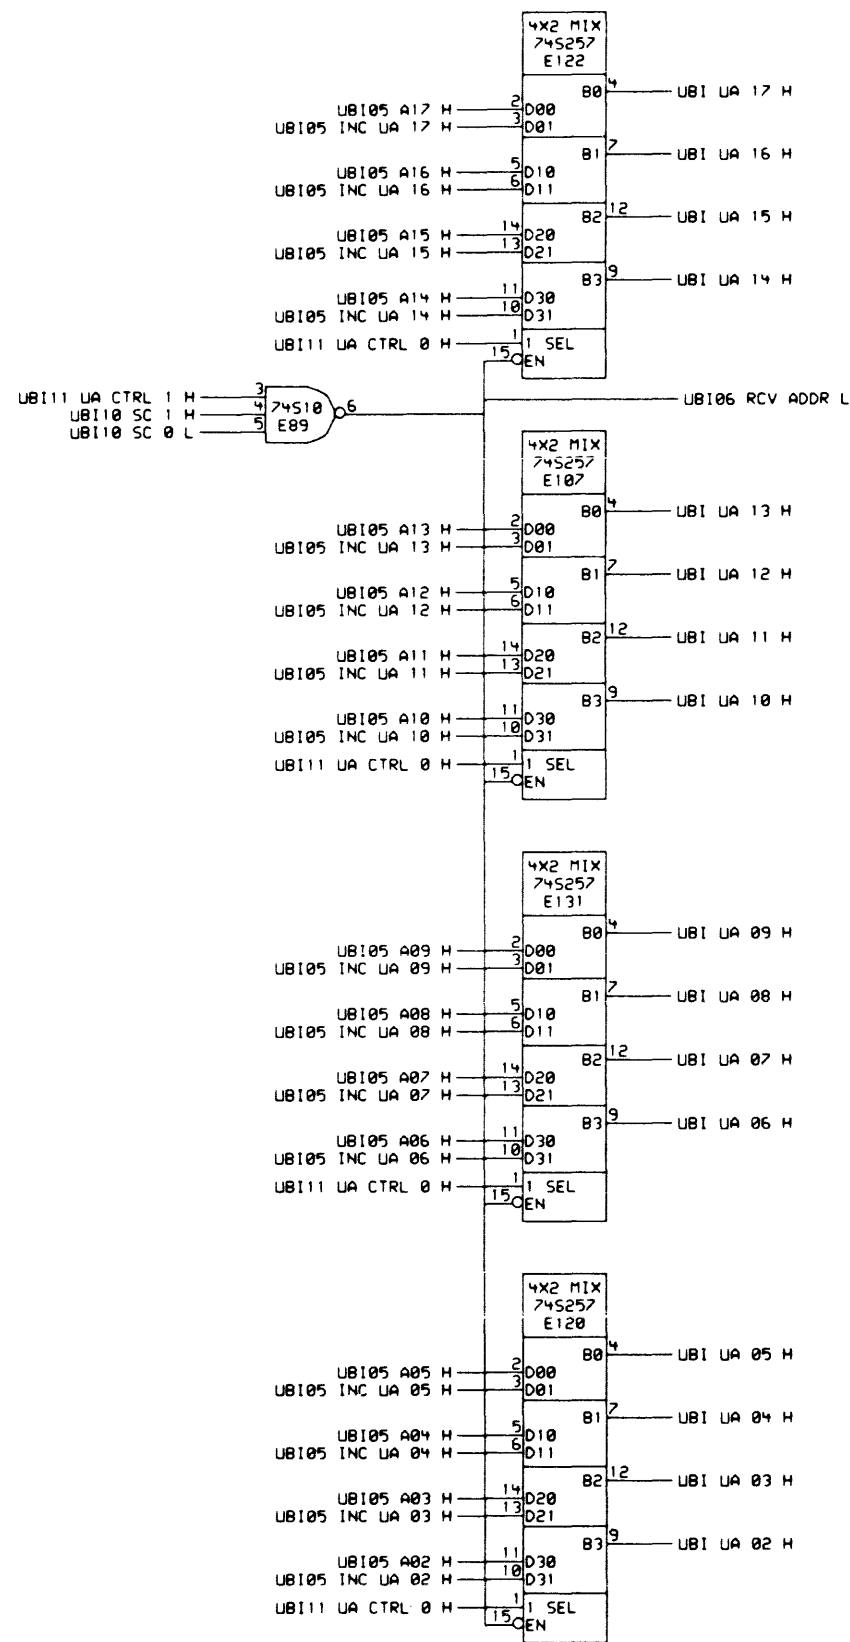 4X2 MIX
74S257
E122
B0 4 UBI UA 17 H
UBI05 A17 H 2 D00
UBI05 INC UA 17 H 3 D01
B1 7 UBI UA 16 H
UBI05 A16 H 5 D10
UBI05 INC UA 16 H 6 D11
B2 12 UBI UA 15 H
UBI05 A15 H 14 D20
UBI05 INC UA 15 H 13 D21
B3 9 UBI UA 14 H
UBI05 A14 H 11 D30
UBI05 INC UA 14 H 10 D31
UBI11 UA CTRL 0 H 1 1 SEL
15 EN
UBI11 UA CTRL 1 H 3
UBI10 SC 1 H 4 74S10 6 UBI06 RCV ADDR L
UBI10 SC 0 L 5 E89
4X2 MIX
74S257
E107
B0 4 UBI UA 13 H
UBI05 A13 H 2 D00
UBI05 INC UA 13 H 3 D01
B1 7 UBI UA 12 H
UBI05 A12 H 5 D10
UBI05 INC UA 12 H 6 D11
B2 12 UBI UA 11 H
UBI05 A11 H 14 D20
UBI05 INC UA 11 H 13 D21
B3 9 UBI UA 10 H
UBI05 A10 H 11 D30
UBI05 INC UA 10 H 10 D31
UBI11 UA CTRL 0 H 1 1 SEL
15 EN
4X2 MIX
74S257
E131
B0 4 UBI UA 09 H
UBI05 A09 H 2 D00
UBI05 INC UA 09 H 3 D01
B1 7 UBI UA 08 H
UBI05 A08 H 5 D10
UBI05 INC UA 08 H 6 D11
B2 12 UBI UA 07 H
UBI05 A07 H 14 D20
UBI05 INC UA 07 H 13 D21
B3 9 UBI UA 06 H
UBI05 A06 H 11 D30
UBI05 INC UA 06 H 10 D31
UBI11 UA CTRL 0 H 1 1 SEL
15 EN
4X2 MIX
74S257
E120
B0 4 UBI UA 05 H
UBI05 A05 H 2 D00
UBI05 INC UA 05 H 3 D01
B1 7 UBI UA 04 H
UBI05 A04 H 5 D10
UBI05 INC UA 04 H 6 D11
B2 12 UBI UA 03 H
UBI05 A03 H 14 D20
UBI05 INC UA 03 H 13 D21
B3 9 UBI UA 02 H
UBI05 A02 H 11 D30
UBI05 INC UA 02 H 10 D31
UBI11 UA CTRL 0 H 1 1 SEL
15 EN